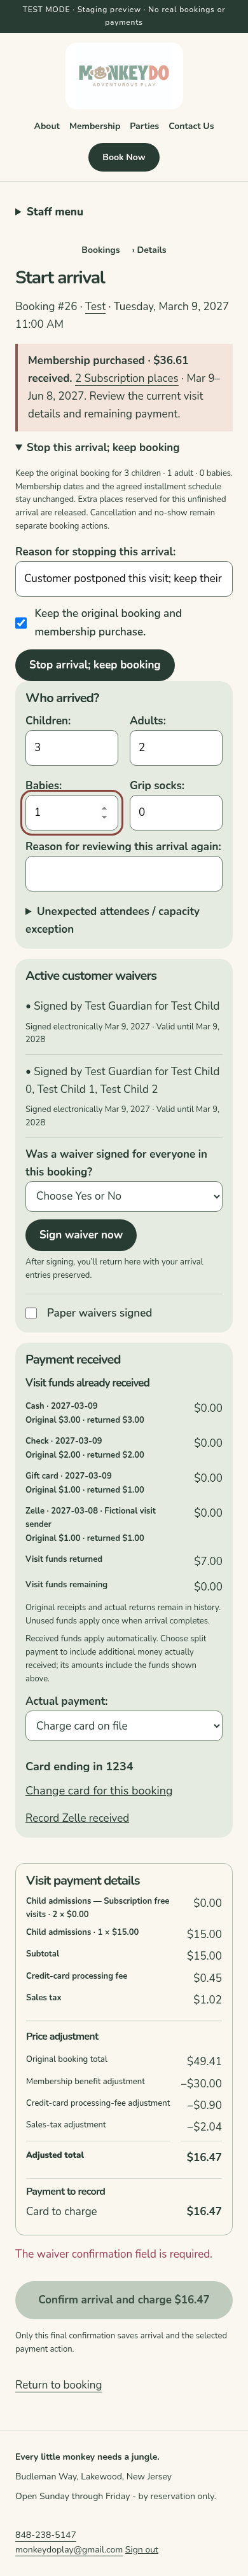 TEST MODE · Staging preview · No real bookings or
payments
MONKEYDO
ADVENTUROUS PLAY
About Membership Parties Contact Us
Book Now
Staff menu
Bookings › Details
Start arrival
Booking #26 · Test · Tuesday, March 9, 2027
11:00 AM
Membership purchased · $36.61
received. 2 Subscription places · Mar 9–
Jun 8, 2027. Review the current visit
details and remaining payment.
Stop this arrival; keep booking
Keep the original booking for 3 children · 1 adult · 0 babies.
Membership dates and the agreed installment schedule
stay unchanged. Extra places reserved for this unfinished
arrival are released. Cancellation and no-show remain
separate booking actions.
Reason for stopping this arrival:
Customer postponed this visit; keep their
Keep the original booking and
membership purchase.
Stop arrival; keep booking
Who arrived?
Children: Adults:
3 2
Babies: Grip socks:
1 0
Reason for reviewing this arrival again:
Unexpected attendees / capacity
exception
Active customer waivers
• Signed by Test Guardian for Test Child
Signed electronically Mar 9, 2027 · Valid until Mar 9,
2028
• Signed by Test Guardian for Test Child
0, Test Child 1, Test Child 2
Signed electronically Mar 9, 2027 · Valid until Mar 9,
2028
Was a waiver signed for everyone in
this booking?
Choose Yes or No
Sign waiver now
After signing, you'll return here with your arrival
entries preserved.
Paper waivers signed
Payment received
Visit funds already received
Cash · 2027-03-09 $0.00
Original $3.00 · returned $3.00
Check · 2027-03-09 $0.00
Original $2.00 · returned $2.00
Gift card · 2027-03-09 $0.00
Original $1.00 · returned $1.00
Zelle · 2027-03-08 · Fictional visit $0.00
sender
Original $1.00 · returned $1.00
Visit funds returned $7.00
Visit funds remaining $0.00
Original receipts and actual returns remain in history.
Unused funds apply once when arrival completes.
Received funds apply automatically. Choose split
payment to include additional money actually
received; its amounts include the funds shown
above.
Actual payment:
Charge card on file
Card ending in 1234
Change card for this booking
Record Zelle received
Visit payment details
Child admissions — Subscription free $0.00
visits · 2 × $0.00
Child admissions · 1 × $15.00 $15.00
Subtotal $15.00
Credit-card processing fee $0.45
Sales tax $1.02
Price adjustment
Original booking total $49.41
Membership benefit adjustment –$30.00
Credit-card processing-fee adjustment –$0.90
Sales-tax adjustment –$2.04
Adjusted total $16.47
Payment to record
Card to charge $16.47
The waiver confirmation field is required.
Confirm arrival and charge $16.47
Only this final confirmation saves arrival and the selected
payment action.
Return to booking
Every little monkey needs a jungle.
Budleman Way, Lakewood, New Jersey
Open Sunday through Friday - by reservation only.
848-238-5147
monkeydoplay@gmail.com Sign out